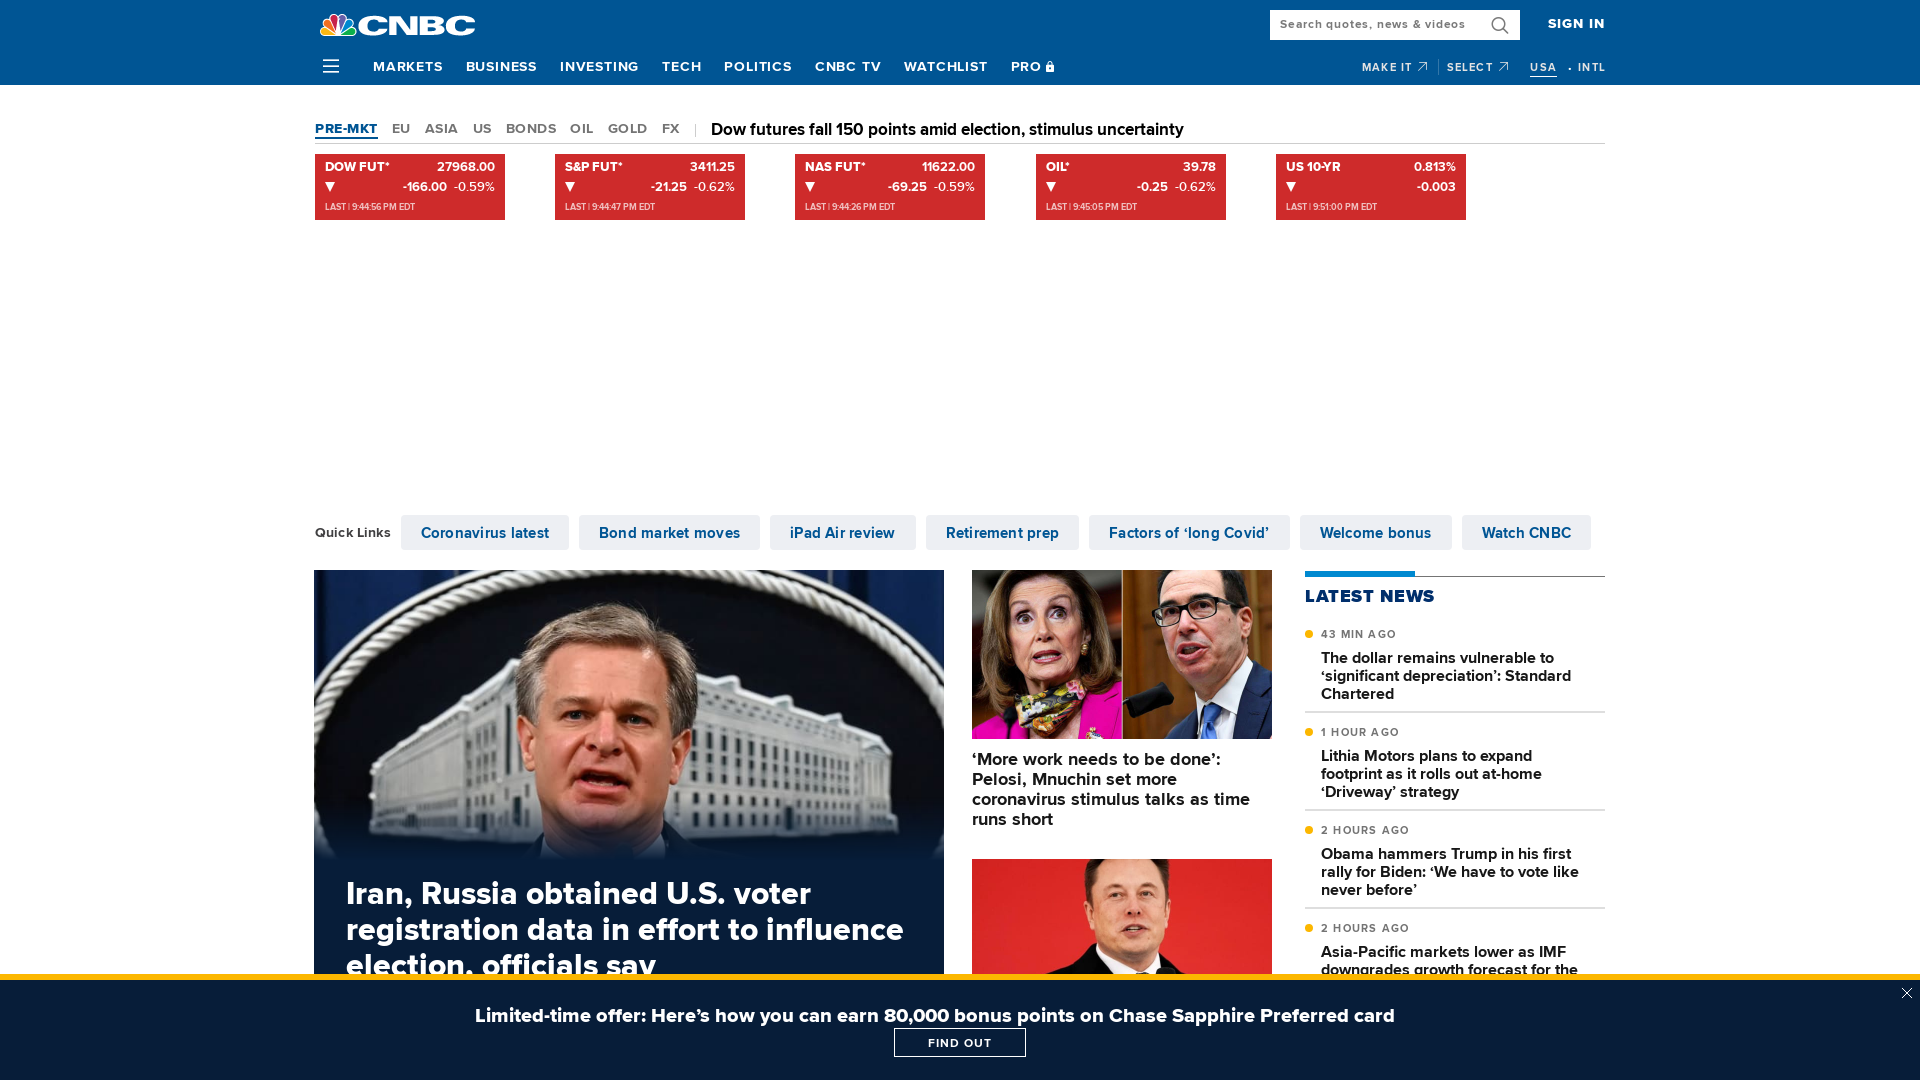 CNBC
Search quotes, news & videos
SIGN IN
MARKETS BUSINESS INVESTING TECH POLITICS CNBC TV WATCHLIST PRO
MAKE IT SELECT USA • INTL
PRE-MKT EU ASIA US BONDS OIL GOLD FX
Dow futures fall 150 points amid election, stimulus uncertainty
DOW FUT* 27968.00
-166.00 -0.59%
LAST | 9:44:56 PM EDT
S&P FUT* 3411.25
-21.25 -0.62%
LAST | 9:44:47 PM EDT
NAS FUT* 11622.00
-69.25 -0.59%
LAST | 9:44:26 PM EDT
OIL* 39.78
-0.25 -0.62%
LAST | 9:45:05 PM EDT
US 10-YR 0.813%
-0.003
LAST | 9:51:00 PM EDT
Quick Links
Coronavirus latest
Bond market moves
iPad Air review
Retirement prep
Factors of ‘long Covid’
Welcome bonus
Watch CNBC
Iran, Russia obtained U.S. voter
registration data in effort to influence
election, officials say
‘More work needs to be done’:
Pelosi, Mnuchin set more
coronavirus stimulus talks as time
runs short
LATEST NEWS
43 MIN AGO
The dollar remains vulnerable to
‘significant depreciation’: Standard
Chartered
1 HOUR AGO
Lithia Motors plans to expand
footprint as it rolls out at-home
‘Driveway’ strategy
2 HOURS AGO
Obama hammers Trump in his first
rally for Biden: ‘We have to vote like
never before’
2 HOURS AGO
Asia-Pacific markets lower as IMF
downgrades growth forecast for the
Limited-time offer: Here’s how you can earn 80,000 bonus points on Chase Sapphire Preferred card
FIND OUT